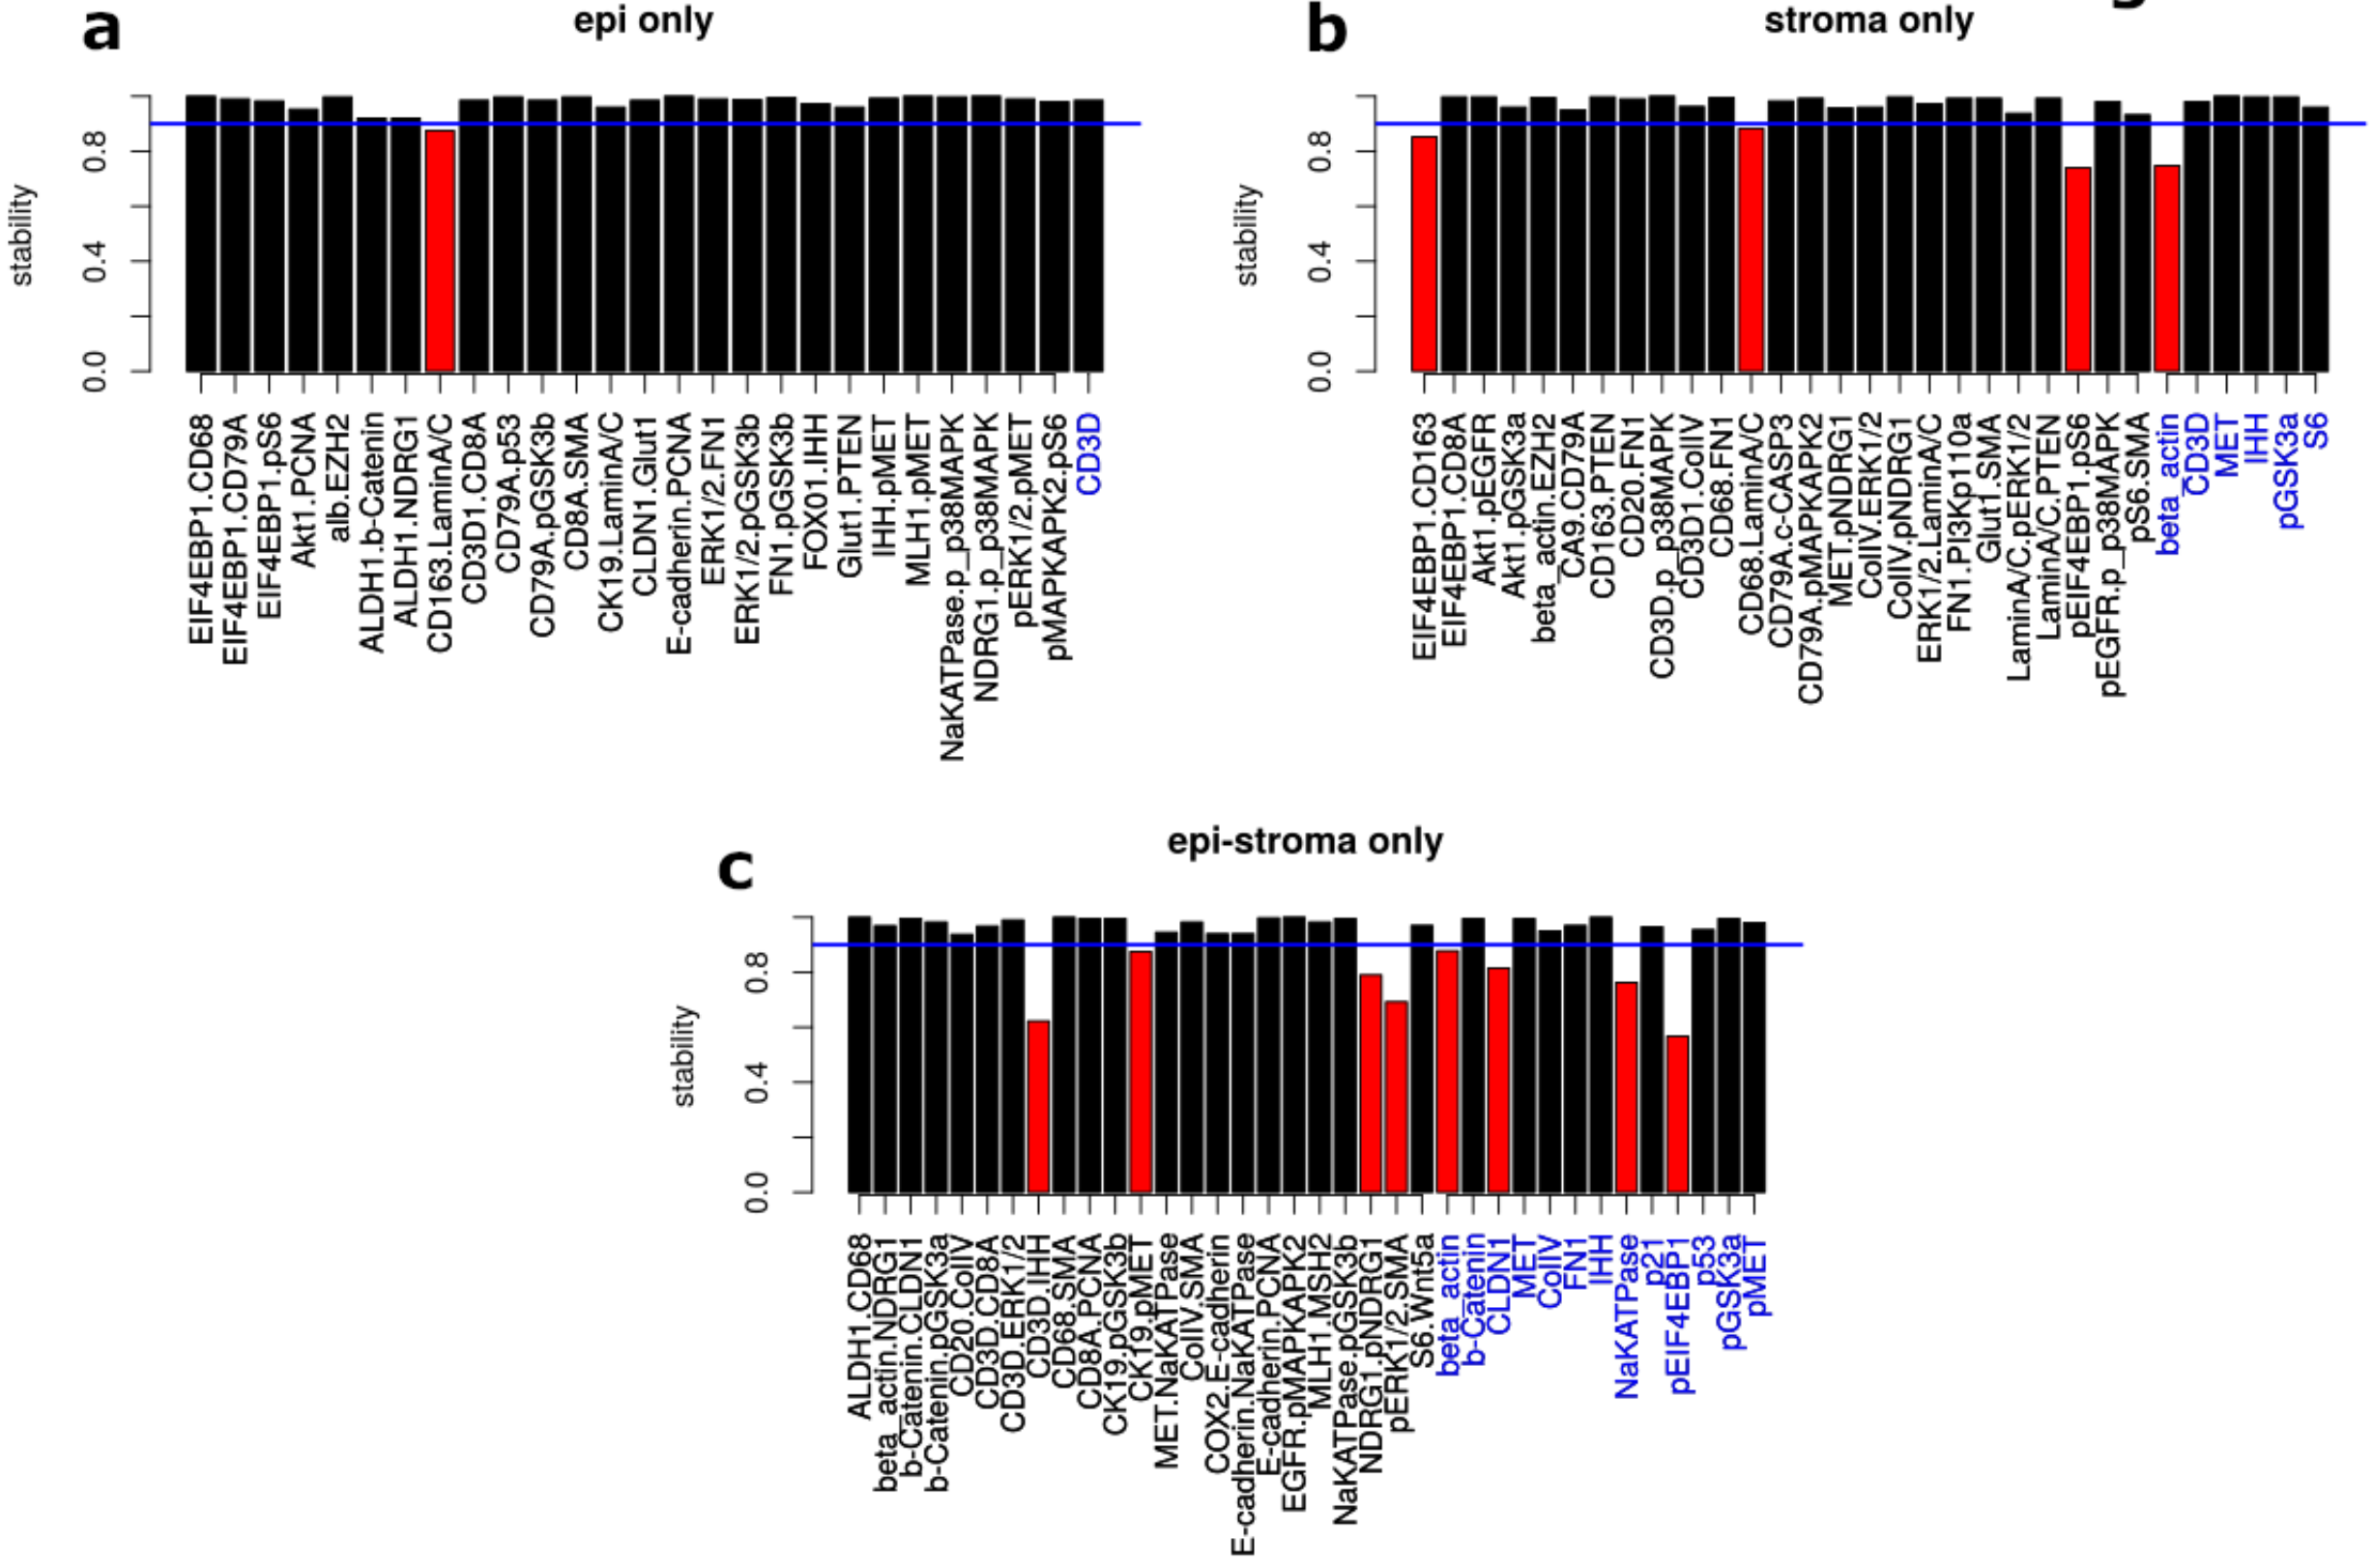 a
epi only
stability
0.0
0.4
0.8
EIF4EBP1.CD68
EIF4EBP1.CD79A
EIF4EBP1.pS6
Akt1.PCNA
alb.EZH2
ALDH1.b-Catenin
ALDH1.NDRG1
CD163.LaminA/C
CD3D1.CD8A
CD79A.p53
CD79A.pGSK3b
CD8A.SMA
CK19.LaminA/C
CLDN1.Glut1
E-cadherin.PCNA
ERK1/2.FN1
ERK1/2.pGSK3b
FN1.pGSK3b
FOX01.IHH
Glut1.PTEN
IHH.pMET
MLH1.pMET
NaKATPase.p_p38MAPK
NDRG1.p_p38MAPK
pERK1/2.pMET
pMAPKAPK2.pS6
CD3D
b
stroma only
stability
0.0
0.4
0.8
EIF4EBP1.CD163
EIF4EBP1.CD8A
Akt1.pEGFR
Akt1.pGSK3a
beta_actin.EZH2
CA9.CD79A
CD163.PTEN
CD20.FN1
CD3D.p_p38MAPK
CD3D1.ColIV
CD68.FN1
CD68.LaminA/C
CD79A.c-CASP3
CD79A.pMAPKAPK2
MET.pNDRG1
ColIV.ERK1/2
ColIV.pNDRG1
ERK1/2.LaminA/C
FN1.PI3Kp110a
Glut1.SMA
LaminA/C.pERK1/2
LaminA/C.PTEN
pEIF4EBP1.pS6
pEGFR.p_p38MAPK
pS6.SMA
beta_actin
CD3D
MET
IHH
pGSK3a
S6
c
epi-stroma only
stability
0.0
0.4
0.8
ALDH1.CD68
beta_actin.NDRG1
b-Catenin.CLDN1
b-Catenin.pGSK3a
CD20.ColIV
CD3D.CD8A
CD3D.ERK1/2
CD3D.IHH
CD68.SMA
CD8A.PCNA
CK19.pGSK3b
CK19.pMET
MET.NaKATPase
ColIV.SMA
COX2.E-cadherin
E-cadherin.NaKATPase
E-cadherin.PCNA
EGFR.pMAPKAPK2
MLH1.MSH2
NaKATPase.pGSK3b
NDRG1.pNDRG1
pERK1/2.SMA
S6.Wnt5a
beta_actin
b-Catenin
CLDN1
MET
ColIV
FN1
IHH
NaKATPase
p21
pEIF4EBP1
p53
pGSK3a
pMET